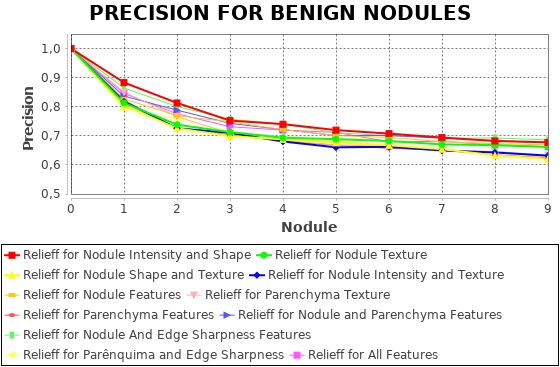 PRECISION FOR BENIGN NODULES
1,0
0,9
0,8
0,7
0,6
0,5
Precision
0 1 2 3 4 5 6 7 8 9
Nodule
Relieff for Nodule Intensity and Shape Relieff for Nodule Texture
Relieff for Nodule Shape and Texture Relieff for Nodule Intensity and Texture
Relieff for Nodule Features Relieff for Parenchyma Texture
Relieff for Parenchyma Features Relieff for Nodule and Parenchyma Features
Relieff for Nodule And Edge Sharpness Features
Relieff for Parênquima and Edge Sharpness Relieff for All Features